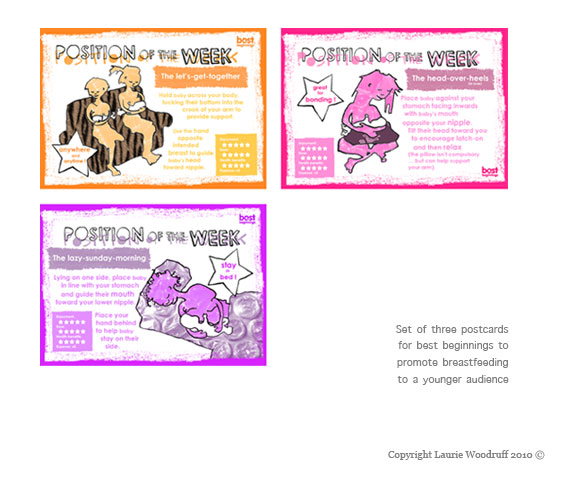 best
beginnings
POSITION OF THE WEEK
The let's-get-together
Hold baby across your body,
tucking their bottom into the
crook of your arm to
provide support.
Use the hand
opposite
intended
breast to guide
baby's head
toward nipple.
anywhere
and
anytime!
POSITION OF THE WEEK
The head-over-heels
great
to
bonding!
Place baby against your
stomach facing inwards
with baby's mouth
opposite your nipple.
Tilt their head toward you
to encourage latch-on
and then relax.
(the pillow isn't compulsory
... but can help support
your arm).
best
beginnings
best
beginnings
POSITION OF THE WEEK
The lazy-sunday-morning
Lying on one side, place baby
in line with your stomach
and guide their mouth
toward your lower nipple.
stay
in
bed!
Place your
hand behind
to help baby
stay on their
side.
Set of three postcards
for best beginnings to
promote breastfeeding
to a younger audience
Copyright Laurie Woodruff 2010 ©